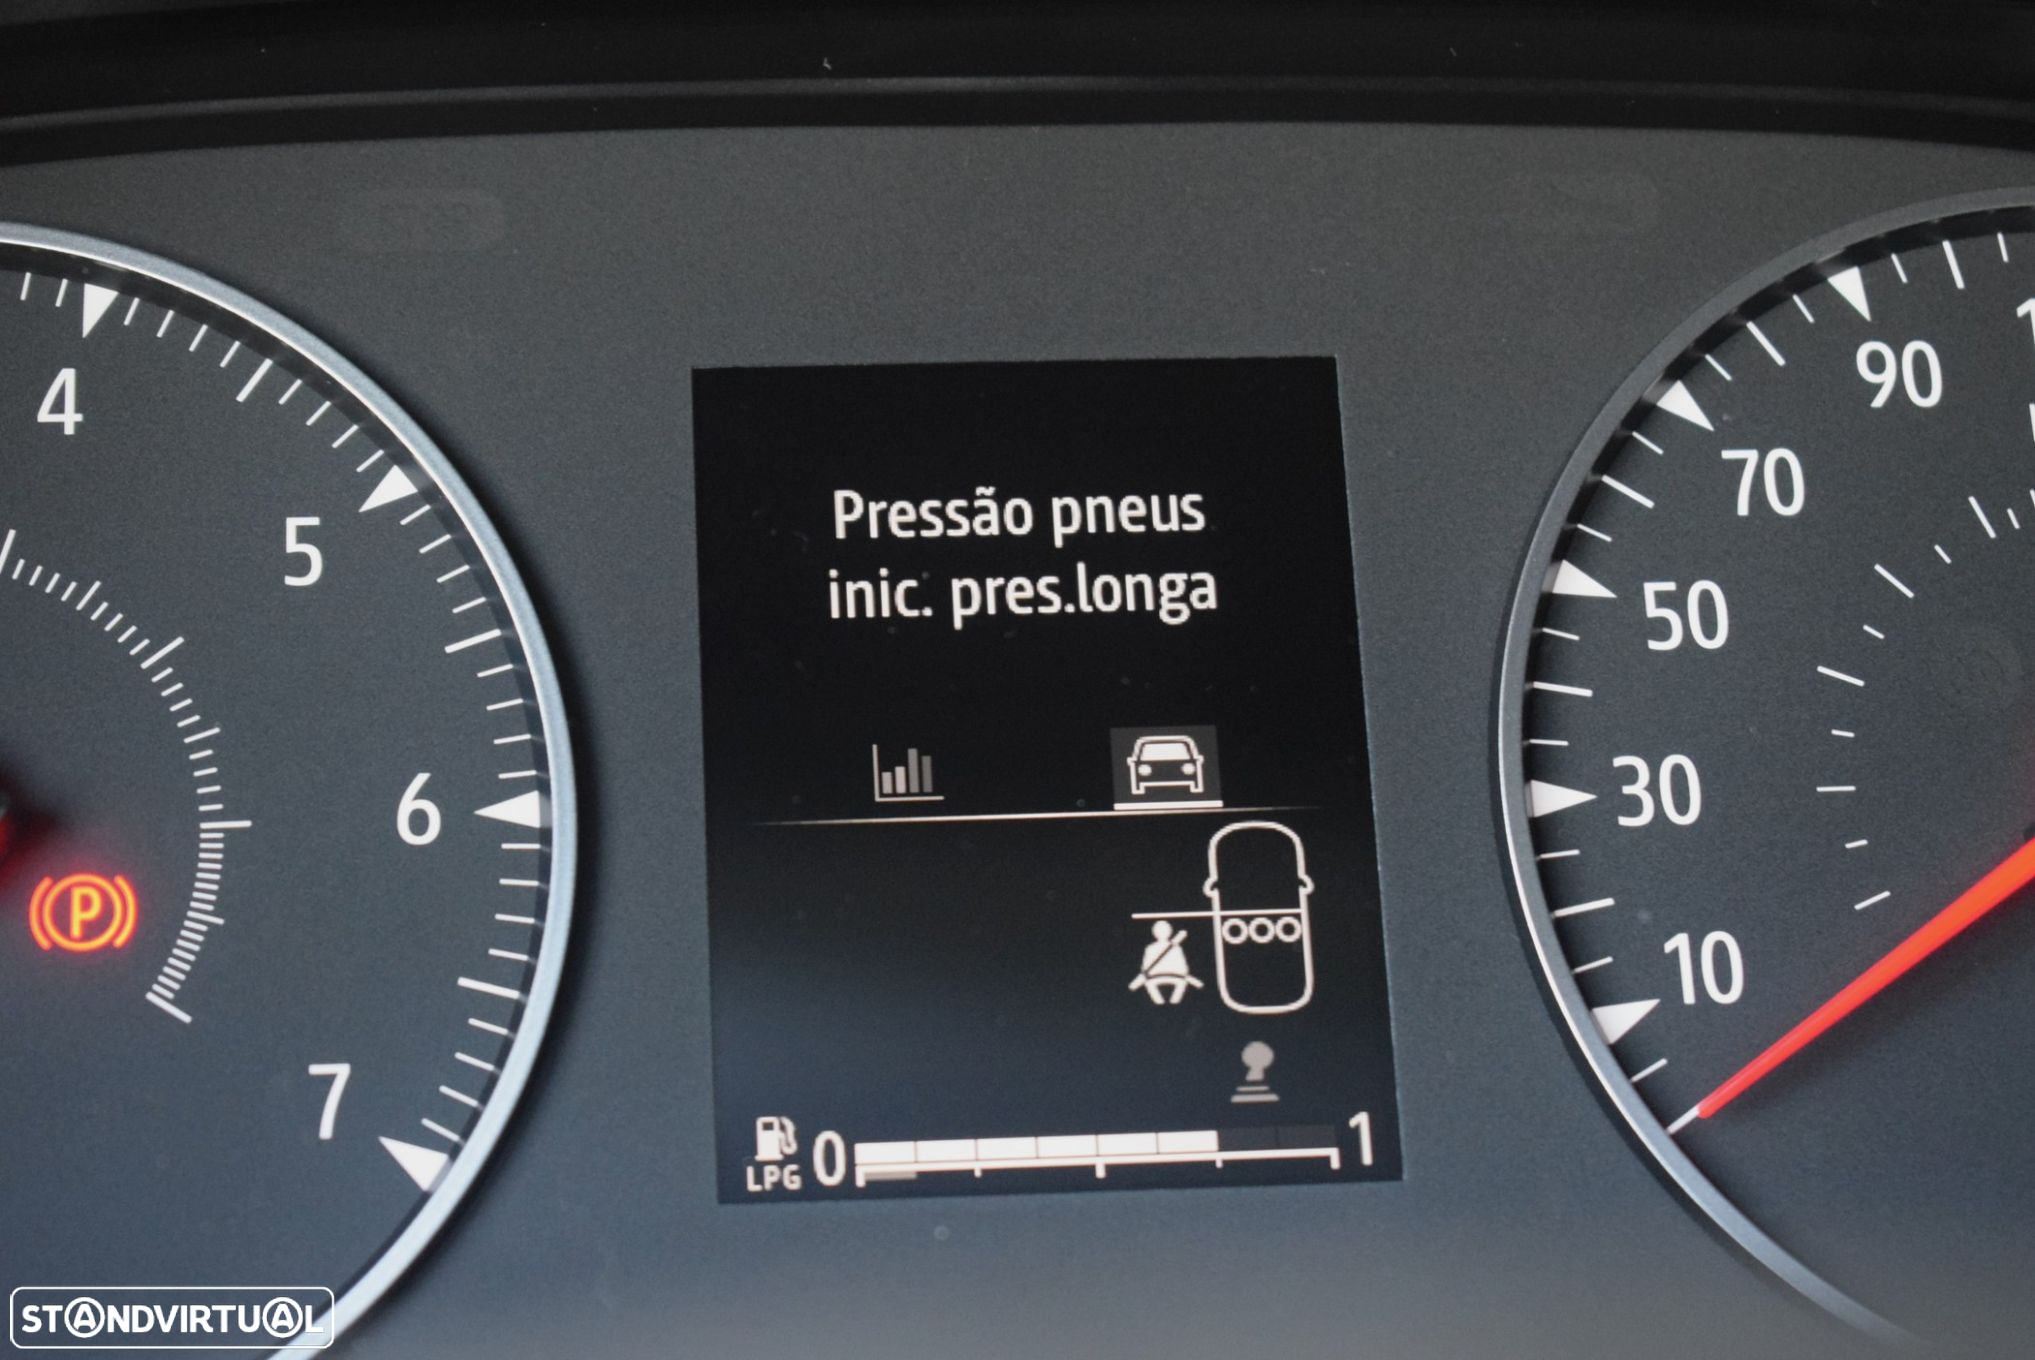 Pressão pneus
inic. pres.longa
4
5
6
7
P
90
70
50
30
10
LPG 0 1
STANDVIRTUAL